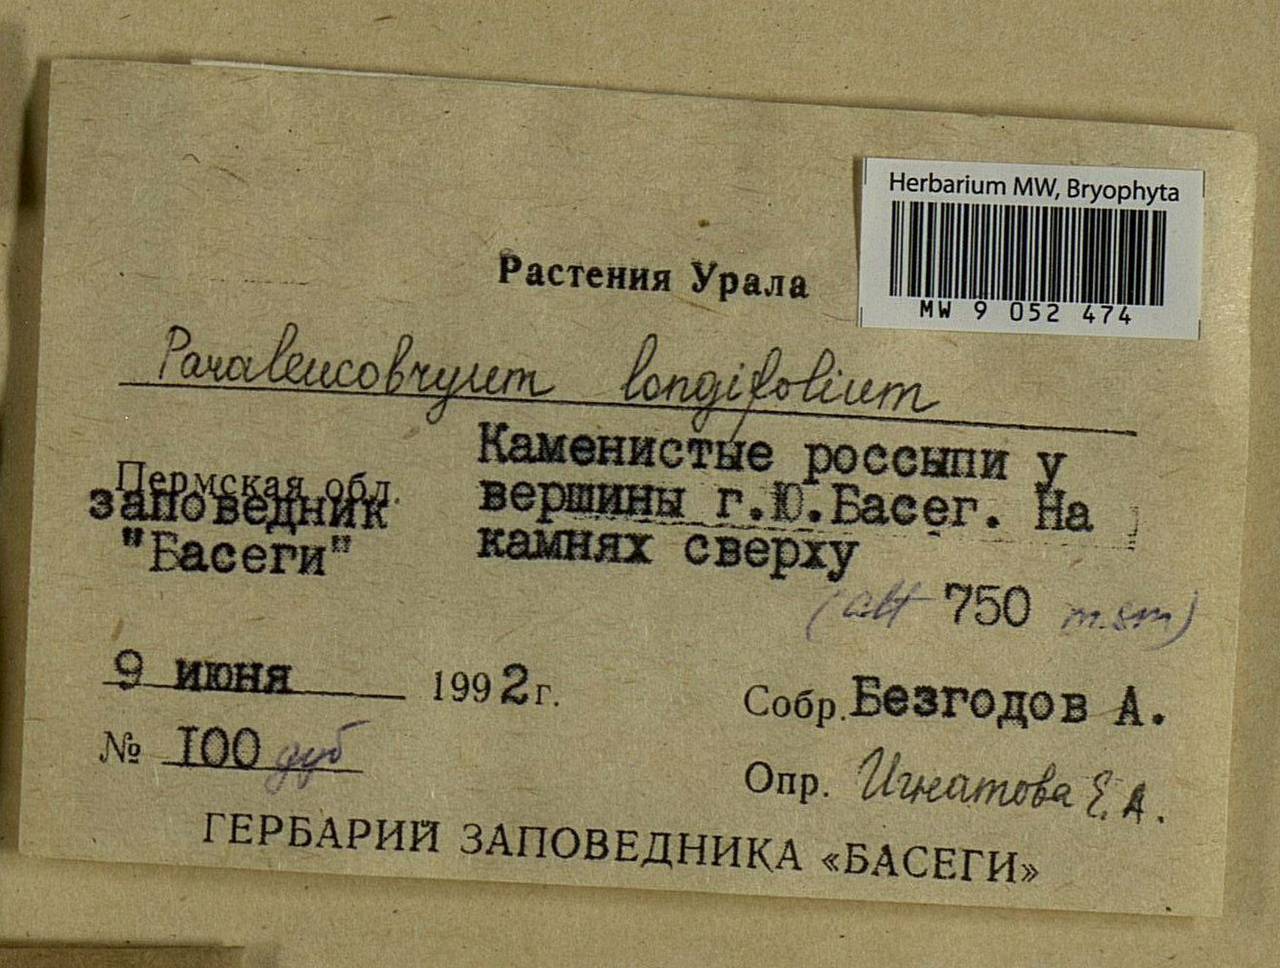 Herbarium MW, Bryophyta
MW 9 052 474
Растения Урала
Paraleucobryum longifolium
Пермская обл.
заповедник
"Басеги"
Каменистые россыпи у
вершины г.Ю.Басег. На
камнях сверху
(alt 750 m.s.m)
9 июня 1992г.
№ 100 дуб
Собр. Безгодов А.
Опр. Игнатова Е.А.
ГЕРБАРИЙ ЗАПОВЕДНИКА «БАСЕГИ»